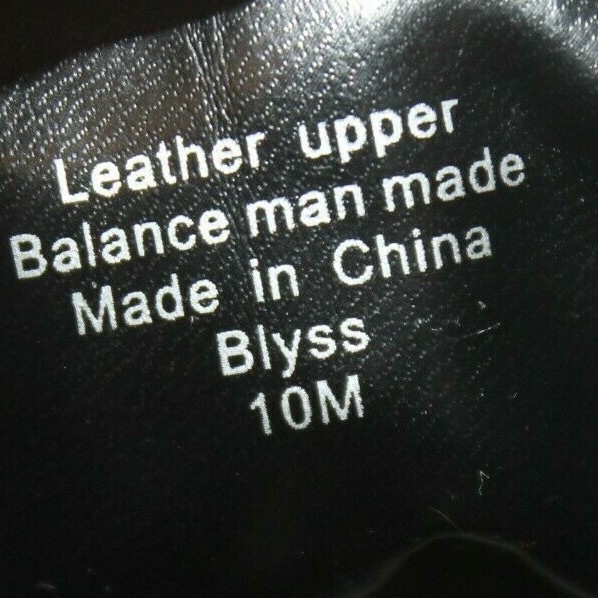 Leather upper
Balance man made
Made in China
Blyss
10M